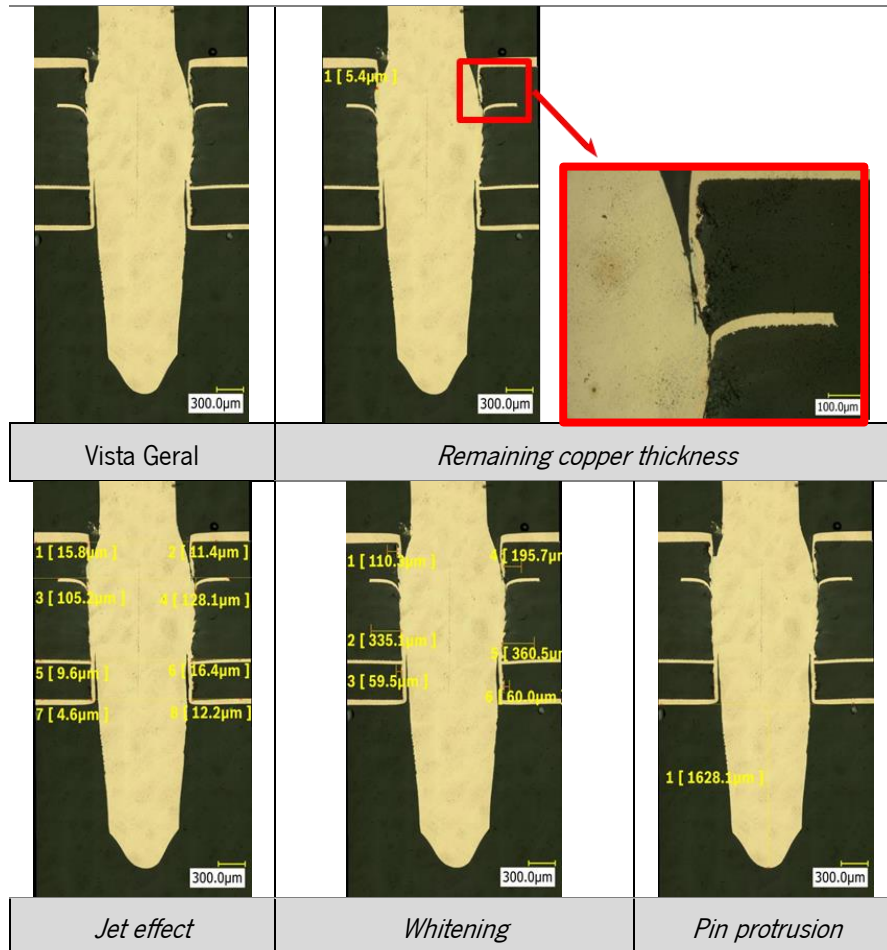 1 [ 5.4µm]
300.0µm
300.0µm
100.0µm
Vista Geral
Remaining copper thickness
1 [ 15.8µm]
2 [ 11.4µm]
3 [ 105.2µm ]
4 [ 128.1µm ]
5 [ 9.6µm]
6 [ 16.4µm]
7 [ 4.6µm]
8 [ 12.2µm ]
300.0µm
1 [ 110.3µm ]
4 [ 195.7µm
2 [ 335.1µm
5 [ 360.5µm
3 [ 59.5µm ]
6 [ 60.0µm ]
300.0µm
1 [ 1628.1µm ]
300.0µm
Jet effect
Whitening
Pin protrusion